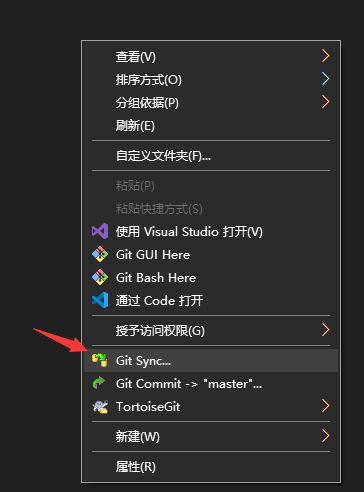 查看(V)
排序方式(O)
分组依据(P)
刷新(E)
自定义文件夹(F)...
粘贴(P)
粘贴快捷方式(S)
使用 Visual Studio 打开(V)
Git GUI Here
Git Bash Here
通过 Code 打开
授予访问权限(G)
Git Sync...
Git Commit -> "master"...
TortoiseGit
新建(W)
属性(R)